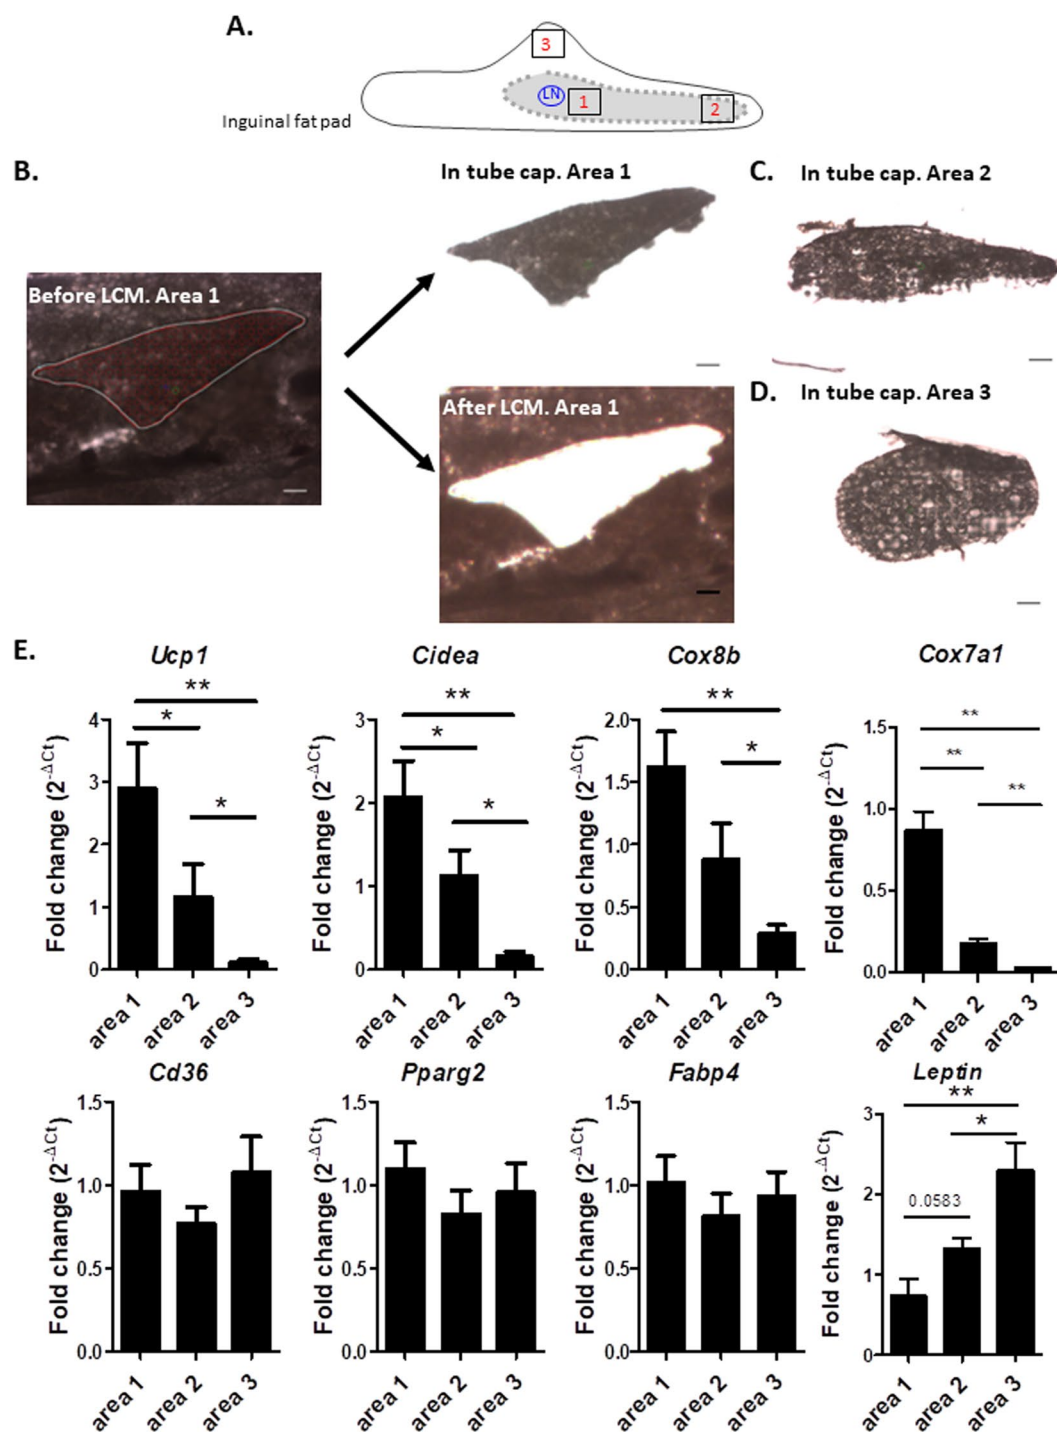 A.
3
LN
1
2
Inguinal fat pad
B.
In tube cap. Area 1
C.
In tube cap. Area 2
Before LCM. Area 1
After LCM. Area 1
D.
In tube cap. Area 3
E.
Ucp1
**
*
*
Fold change (2^-ΔCt)
4
3
2
1
0
area 1
area 2
area 3
Cidea
**
*
*
Fold change (2^-ΔCt)
3
2
1
0
area 1
area 2
area 3
Cox8b
**
*
Fold change (2^-ΔCt)
2.0
1.5
1.0
0.5
0.0
area 1
area 2
area 3
Cox7a1
**
**
**
Fold change (2^-ΔCt)
1.5
1.0
0.5
0.0
area 1
area 2
area 3
Cd36
Fold change (2^-ΔCt)
1.5
1.0
0.5
0.0
area 1
area 2
area 3
Pparg2
Fold change (2^-ΔCt)
1.5
1.0
0.5
0.0
area 1
area 2
area 3
Fabp4
Fold change (2^-ΔCt)
1.5
1.0
0.5
0.0
area 1
area 2
area 3
Leptin
**
*
0.0583
Fold change (2^-ΔCt)
3
2
1
0
area 1
area 2
area 3